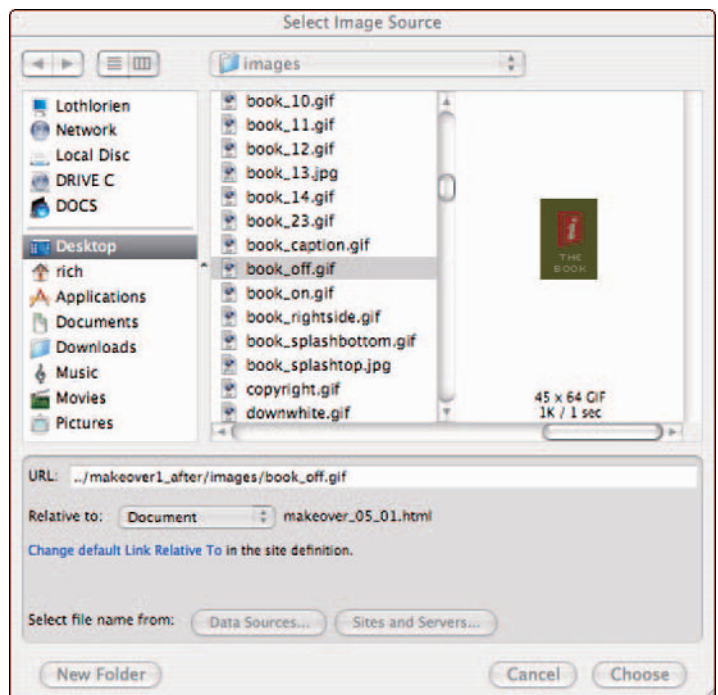 Select Image Source
images
Lothlorien
Network
Local Disc
DRIVE C
DOCS
Desktop
rich
Applications
Documents
Downloads
Music
Movies
Pictures
book_10.gif
book_11.gif
book_12.gif
book_13.jpg
book_14.gif
book_23.gif
book_caption.gif
book_off.gif
book_on.gif
book_rightside.gif
book_splashbottom.gif
book_splashtop.jpg
copyright.gif
downwhite.gif
i
THE
BOOK
45 x 64 GIF
1K / 1 sec
URL: ../makeover1_after/images/book_off.gif
Relative to: Document makeover_05_01.html
Change default Link Relative To in the site definition.
Select file name from: Data Sources... Sites and Servers...
New Folder Cancel Choose